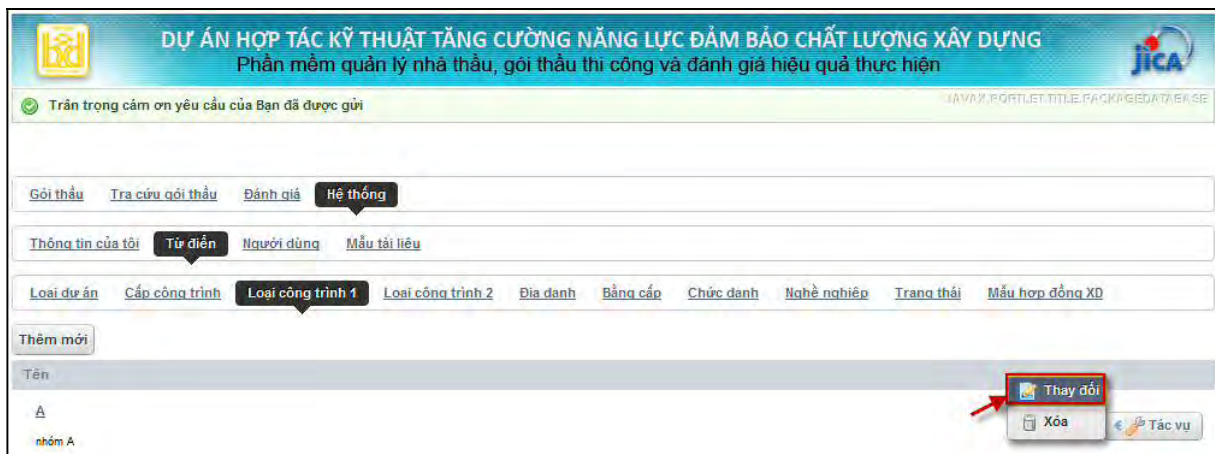 DỰ ÁN HỢP TÁC KỸ THUẬT TĂNG CƯỜNG NĂNG LỰC ĐẢM BẢO CHẤT LƯỢNG XÂY DỰNG
Phần mềm quản lý nhà thầu, gói thầu thi công và đánh giá hiệu quả thực hiện
jica
Trân trọng cám ơn yêu cầu của Bạn đã được gửi
JAVAX.PORTLET.TITLE.PACKAGEDATABASE
Gói thầu Tra cứu gói thầu Đánh giá Hệ thống
Thông tin của tôi Từ điển Người dùng Mẫu tài liệu
Loại dự án Cấp công trình Loại công trình 1 Loại công trình 2 Địa danh Bằng cấp Chức danh Nghề nghiệp Trạng thái Mẫu hợp đồng XD
Thêm mới
Tên
Thay đổi
A
Xóa
Tác vụ
nhóm A